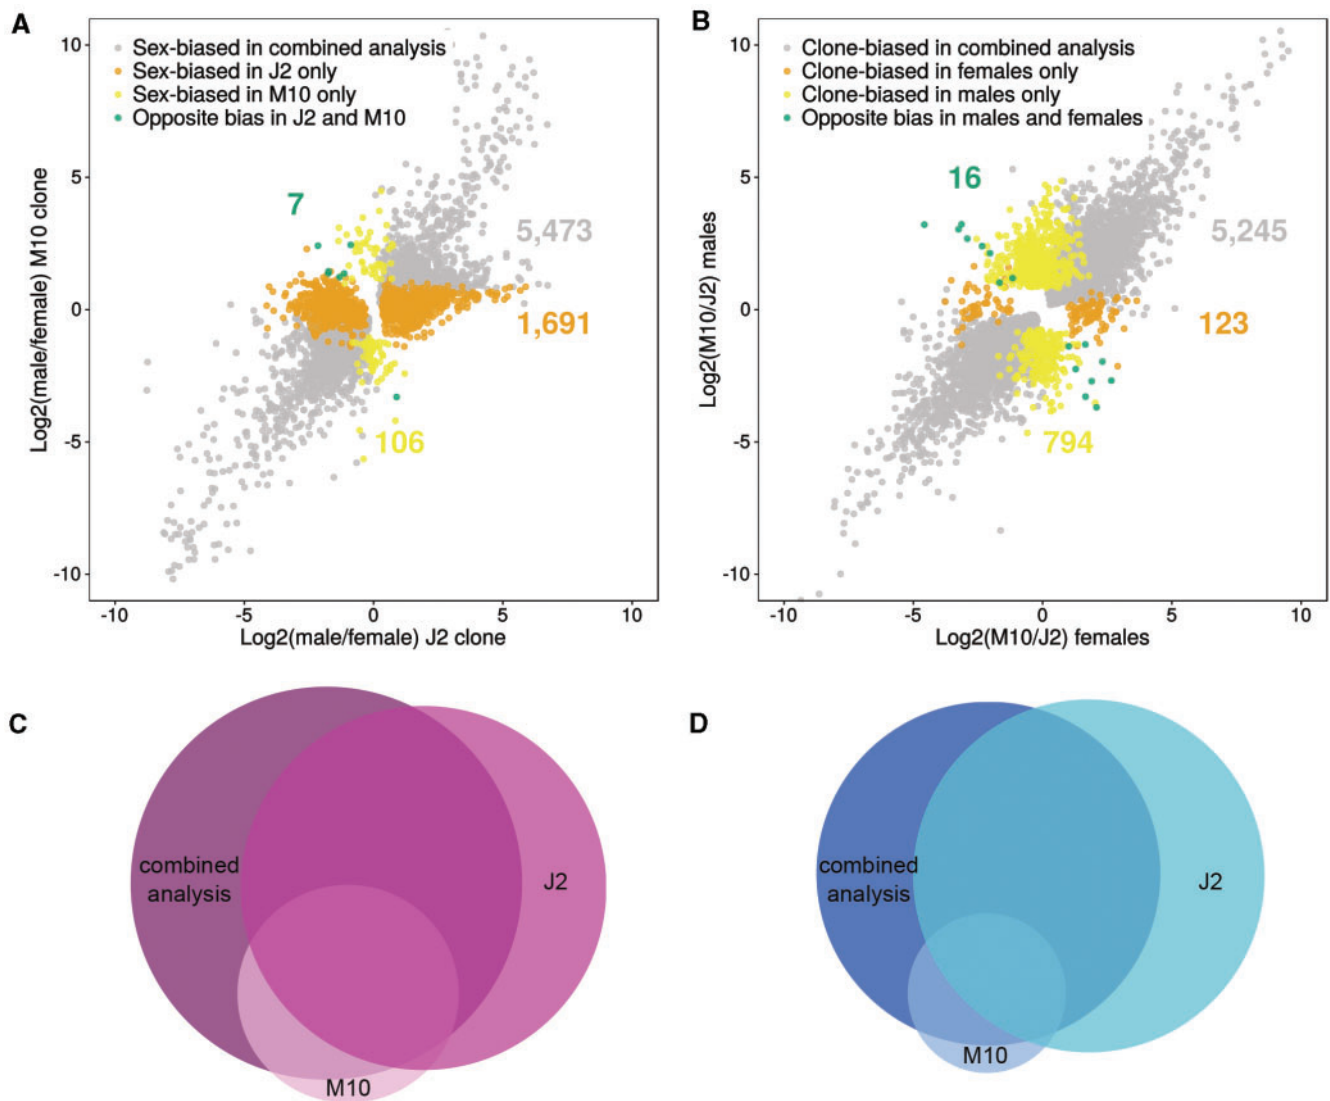 A
Log2(male/female) M10 clone
10
5
0
-5
-10
Sex-biased in combined analysis
Sex-biased in J2 only
Sex-biased in M10 only
Opposite bias in J2 and M10
7
5,473
1,691
106
-10
-5
0
5
10
Log2(male/female) J2 clone
B
Log2(M10/J2) males
10
5
0
-5
-10
Clone-biased in combined analysis
Clone-biased in females only
Clone-biased in males only
Opposite bias in males and females
16
5,245
123
794
-10
-5
0
5
10
Log2(M10/J2) females
C
combined
analysis
J2
M10
D
combined
analysis
J2
M10